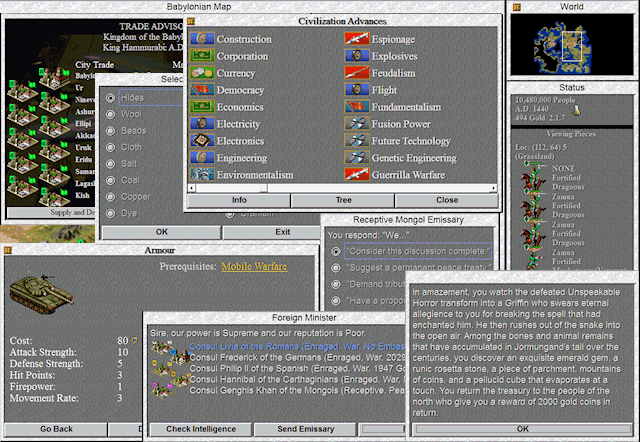 Babylonian Map
TRADE ADVISO
Kingdom of the Baby
King Hammurabi: A.D.
City Trade
Ma
Babylo
Ur
Nineve
Ashur
Ellipi
Akkad
Uruk
Eridu
Samar
Lagash
Kish
Supply and De
Selec
Hides
Wool
Beads
Cloth
Salt
Coal
Copper
Dye
Uranium
OK
Exit
Civilization Advances
Construction
Corporation
Currency
Democracy
Economics
Electricity
Electronics
Engineering
Environmentalism
Espionage
Explosives
Feudalism
Flight
Fundamentalism
Fusion Power
Future Technology
Genetic Engineering
Guerrilla Warfare
Info
Tree
Close
World
Status
10,480,000 People
A.D. 1440
494 Gold 2.1.7
Viewing Pieces
Loc: (112, 64) 5
(Grassland)
NONE
Fortified
Dragoons
Zamua
Fortified
Dragoons
Zamua
Fortified
Dragoons
Zamua
Fortified
Receptive Mongol Emissary
You respond: "We..."
"Consider this discussion complete."
"Suggest a permanent peace treaty
"Demand tribut
"Have a propo
Armour
Prerequisites: Mobile Warfare
Cost: 80
Attack Strength: 10
Defense Strength: 5
Hit Points: 3
Firepower: 1
Movement Rate: 3
Go Back
D
Foreign Minister
Sire, our power is Supreme and our reputation is Poor.
Consul Livia of the Romans (Enraged, War, No Embas
Consul Frederick of the Germans (Enraged, War, 2029
Consul Philip II of the Spanish (Enraged, War, 1947 Go
Consul Hannibal of the Carthaginians (Enraged, War,
Consul Genghis Khan of the Mongols (Receptive, Peac
Check Intelligence
Send Emissary
In amazement, you watch the defeated Unspeakable
Horror transform into a Griffin who swears eternal
allegiance to you for breaking the spell that had
enchanted him. He then rushes out of the snake into
the open air. Among the bones and animal remains
that have accumulated in Jormungand's tail over the
centuries, you discover an exquisite emerald gem, a
runic rosetta stone, a piece of parchment, mountains
of coins, and a pellucid cube that evaporates at a
touch. You return the treasury to the people of the
north who give you a reward of 2000 gold coins in
return.
OK